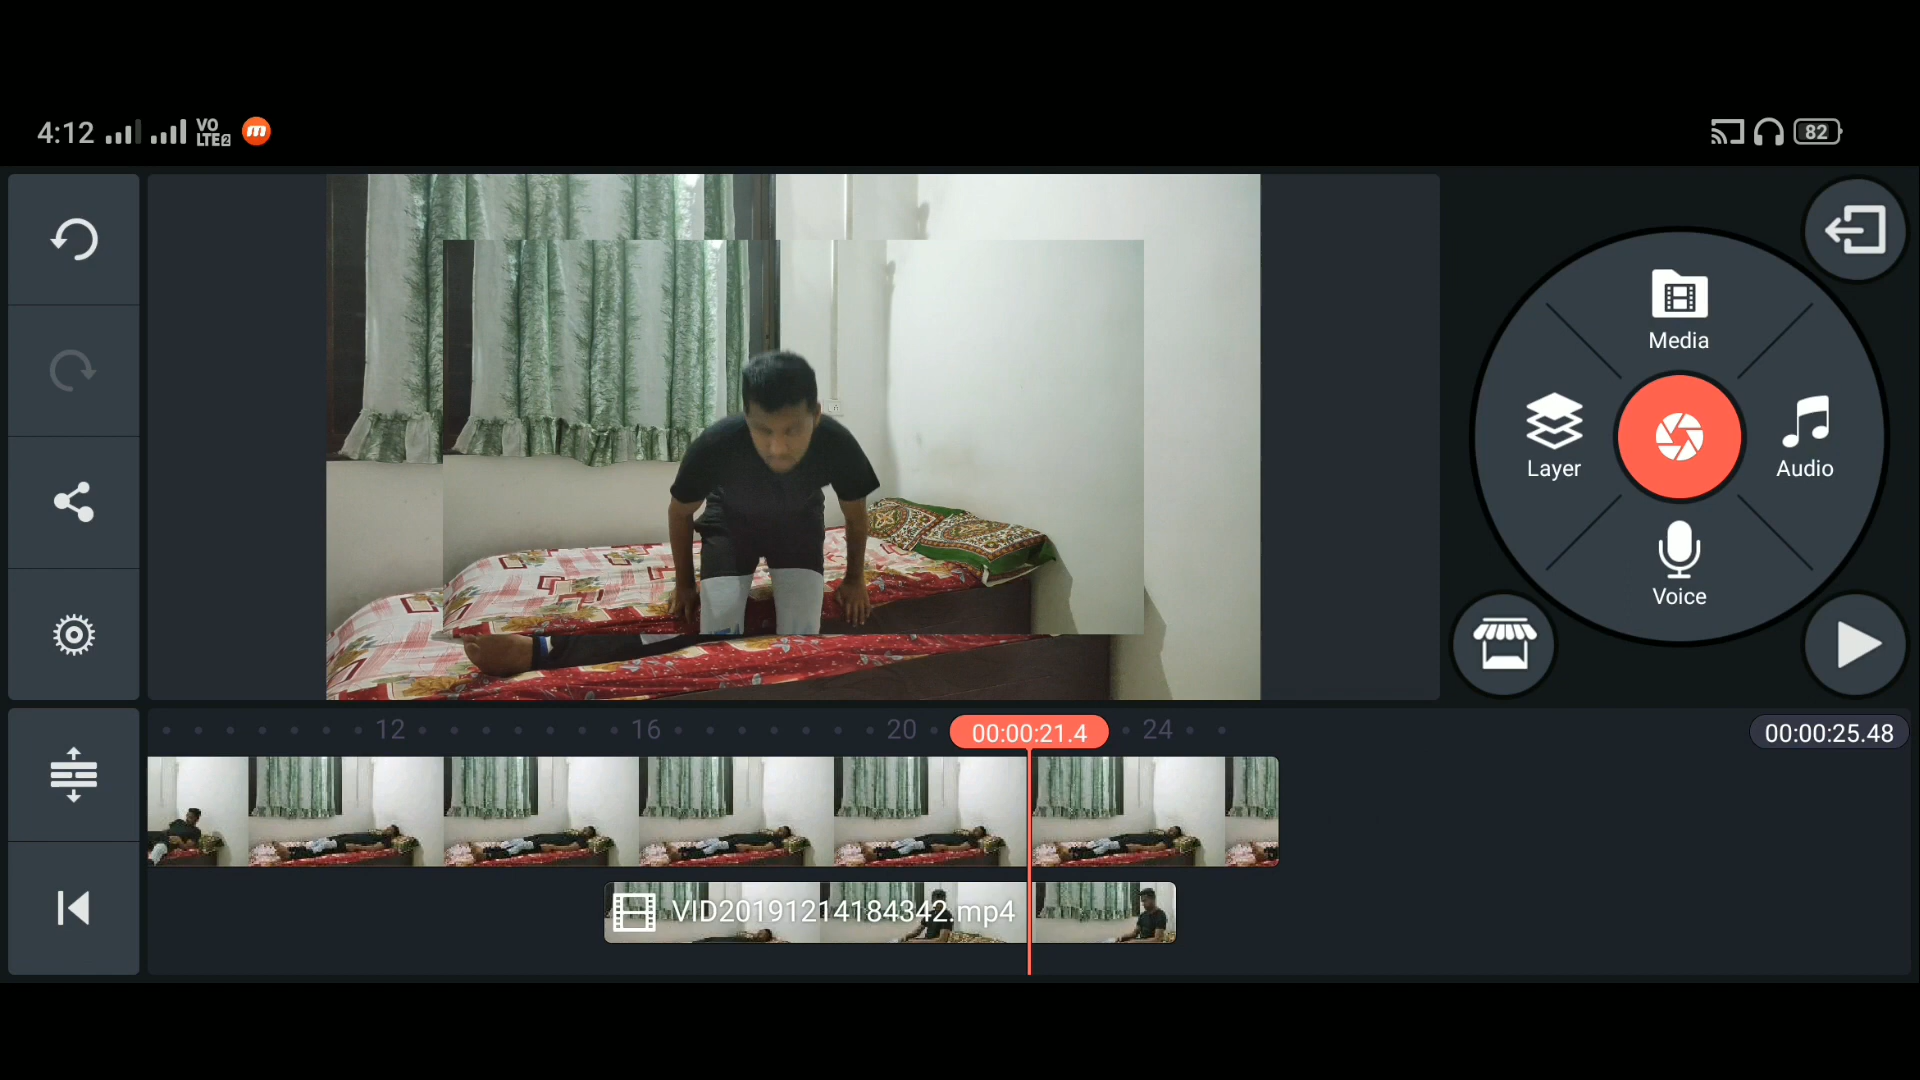 4:12 VO LTE2 m 82
Media
Layer
Audio
Voice
12 16 20 00:00:21.4 24 00:00:25.48
VID20191214184342.mp4